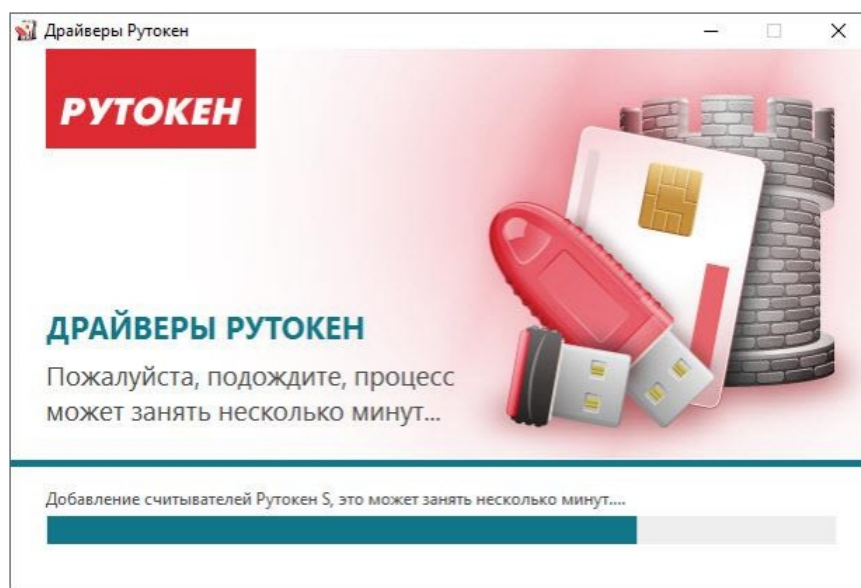 Драйверы Рутокен
РУТОКЕН
ДРАЙВЕРЫ РУТОКЕН
Пожалуйста, подождите, процесс
может занять несколько минут...
Добавление считывателей Рутокен S, это может занять несколько минут....